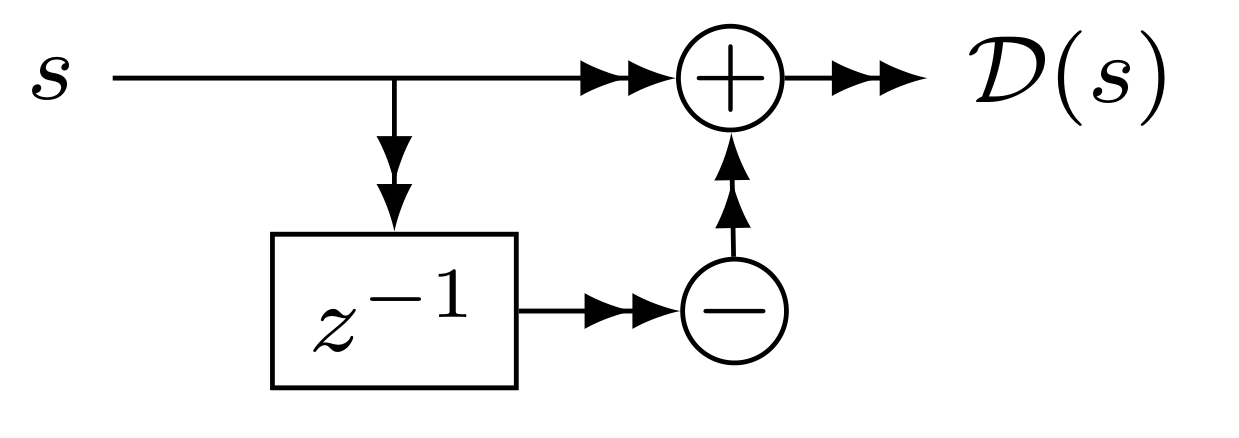 s + 𝒟(s)
z⁻¹ −